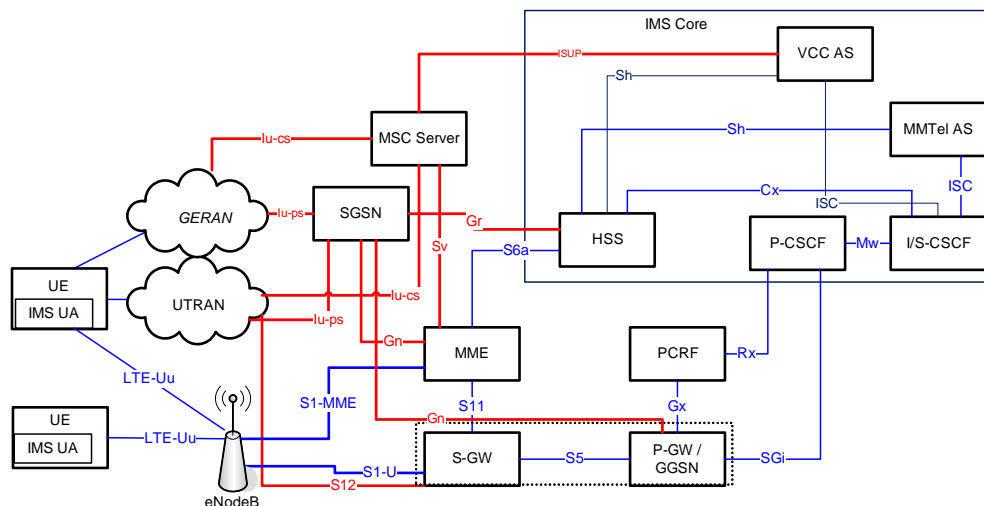 IMS Core
VCC AS
ISUP
Sh
MSC Server
MMTel AS
Iu-cs
Sh
GERAN
Iu-ps
SGSN
Cx
ISC
ISC
Gr
HSS
P-CSCF
Mw
I/S-CSCF
Sv
S6a
UE
IMS UA
UTRAN
Iu-cs
Iu-ps
Gn
MME
PCRF
Rx
LTE-Uu
S1-MME
S11
Gx
Gn
UE
IMS UA
LTE-Uu
S-GW
S5
P-GW /
GGSN
SGi
S1-U
S12
eNodeB